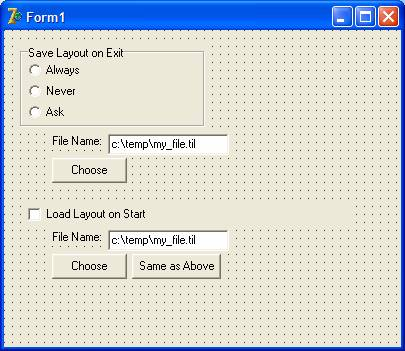 Form1
Save Layout on Exit
Always
Never
Ask
File Name: c:\temp\my_file.til
Choose
Load Layout on Start
File Name: c:\temp\my_file.til
Choose Same as Above